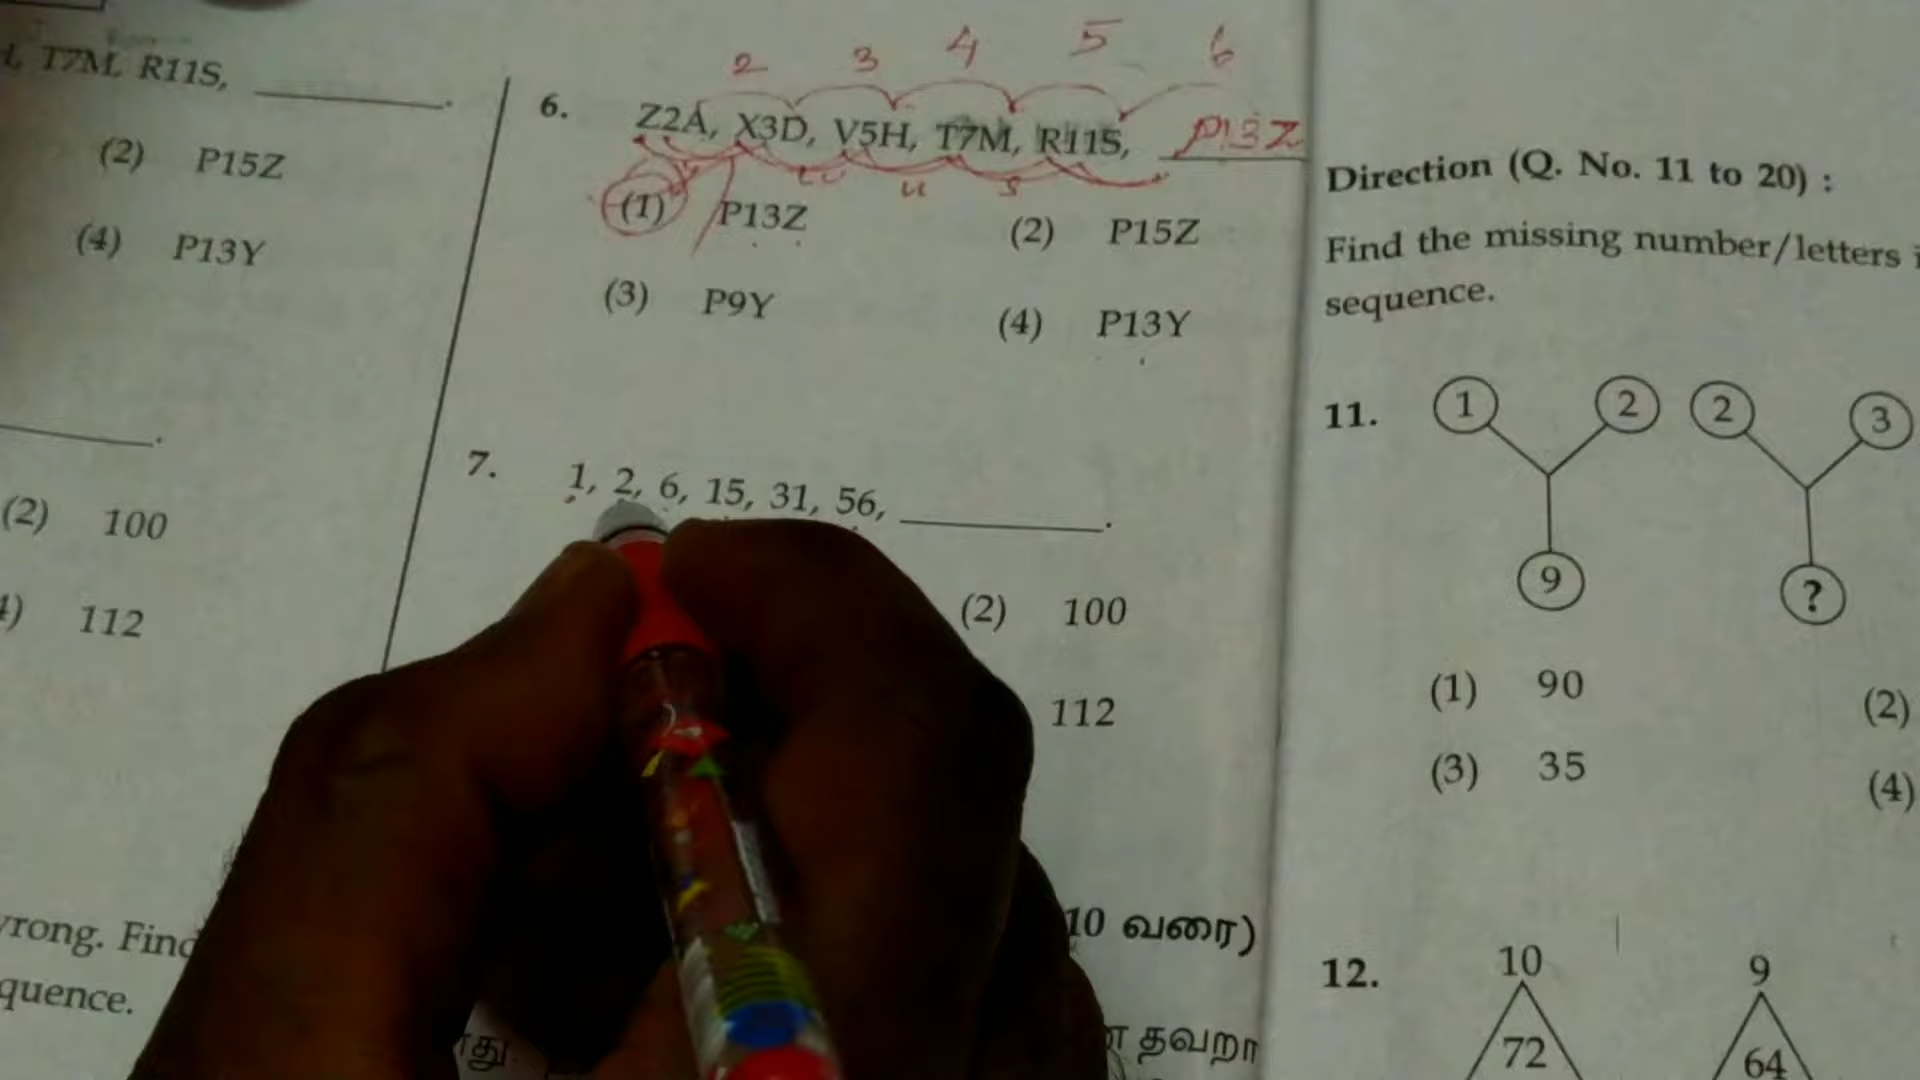 T7M, R11S, ________.
(2) P15Z
(4) P13Y
(2) 100
112
Find
quence.
2 3 4 5 6
6. Z2A, X3D, V5H, T7M, R11S, P13Z
(1) P13Z (2) P15Z
(3) P9Y (4) P13Y
7. 1, 2, 6, 15, 31, 56, ________.
(2) 100
112
10 வரை)
தவறா
Direction (Q. No. 11 to 20) :
Find the missing number/letters
sequence.
11. 1 2 2 3
9 ?
(1) 90 (2)
(3) 35 (4)
12. 10 9
72 64